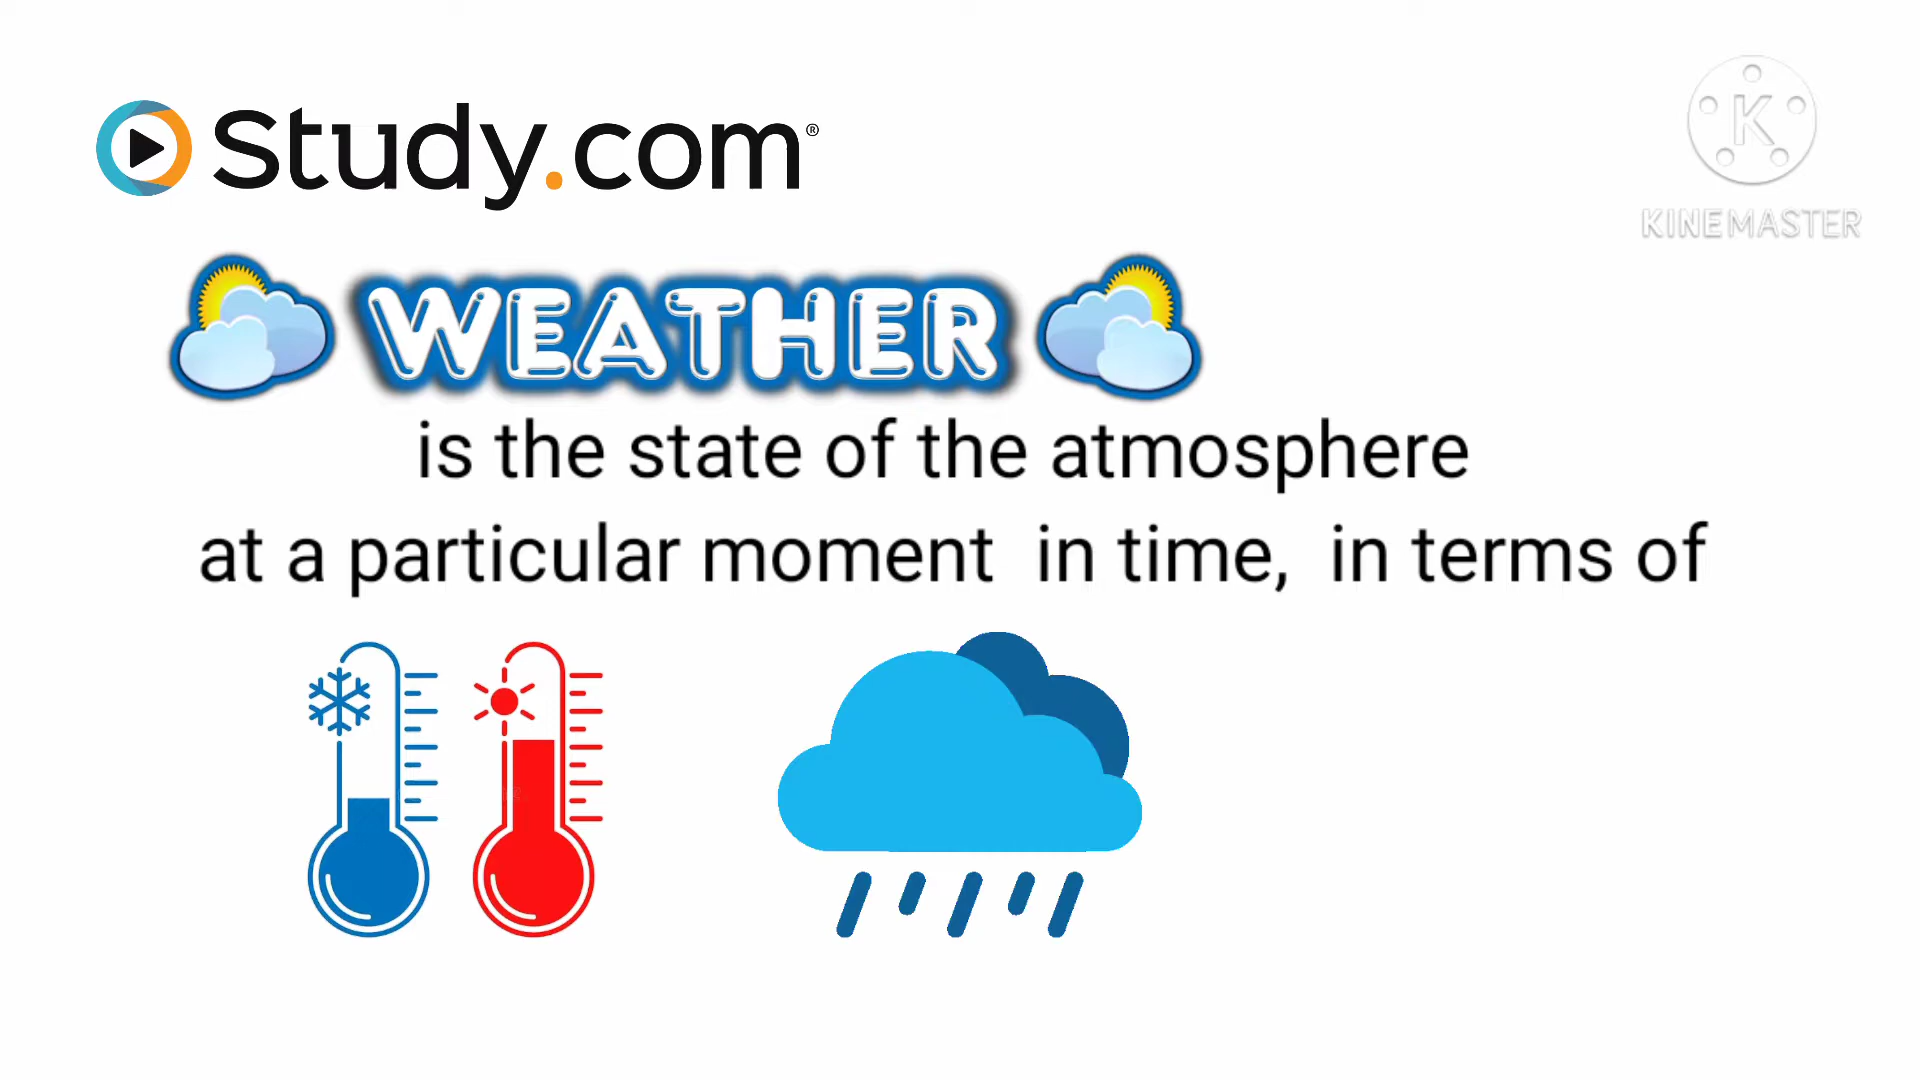 Study.com®
K
KINEMASTER
WEATHER
is the state of the atmosphere
at a particular moment in time, in terms of